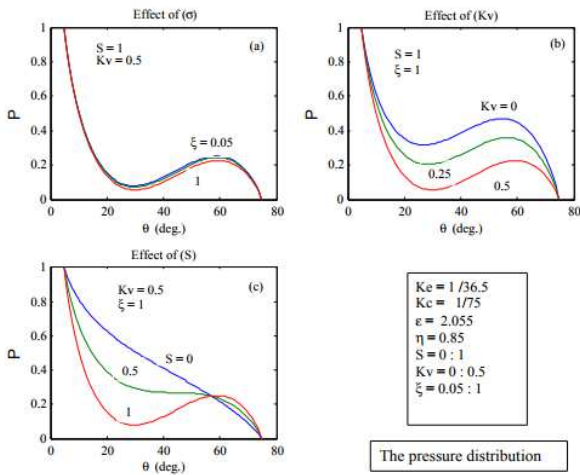 Effect of (σ)
(a)
S = 1
Kv = 0.5
ξ = 0.05
1
P
1
0.8
0.6
0.4
0.2
0
0 20 40 60 80
θ (deg.)
Effect of (Kv)
(b)
S = 1
ξ = 1
Kv = 0
0.25
0.5
P
1
0.8
0.6
0.4
0.2
0
0 20 40 60 80
θ (deg.)
Effect of (S)
(c)
Kv = 0.5
ξ = 1
S = 0
0.5
1
P
1
0.8
0.6
0.4
0.2
0
0 20 40 60 80
θ (deg.)
Ke = 1 /36.5
Kc = 1/75
ε = 2.055
η = 0.85
S = 0 : 1
Kv = 0 : 0.5
ξ = 0.05 : 1
The pressure distribution